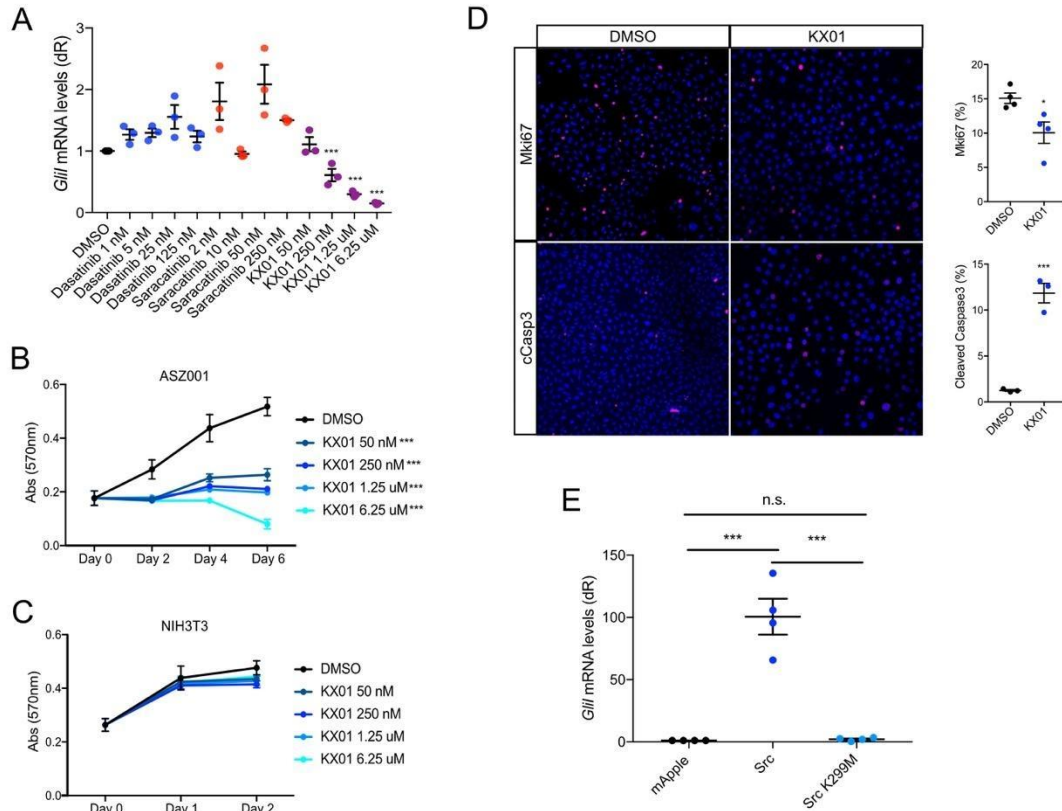 A
Gli1 mRNA levels (dR)
3
2
1
0
DMSO
Dasatinib 1 nM
Dasatinib 5 nM
Dasatinib 25 nM
Dasatinib 125 nM
Saracatinib 2 nM
Saracatinib 10 nM
Saracatinib 50 nM
Saracatinib 250 nM
KX01 50 nM
KX01 250 nM
KX01 1.25 uM
KX01 6.25 uM
***
***
***
B
ASZ001
Abs (570nm)
0.6
0.4
0.2
0.0
Day 0
Day 2
Day 4
Day 6
DMSO
KX01 50 nM ***
KX01 250 nM ***
KX01 1.25 uM ***
KX01 6.25 uM ***
C
NIH3T3
Abs (570nm)
0.6
0.4
0.2
0.0
Day 0
Day 1
Day 2
DMSO
KX01 50 nM
KX01 250 nM
KX01 1.25 uM
KX01 6.25 uM
D
DMSO
KX01
Mki67
cCasp3
Mki67 (%)
20
15
10
5
0
*
DMSO
KX01
Cleaved Caspase3 (%)
15
10
5
0
***
DMSO
KX01
E
n.s.
***
***
Gli1 mRNA levels (dR)
150
100
50
0
mApple
Src
Src K299M